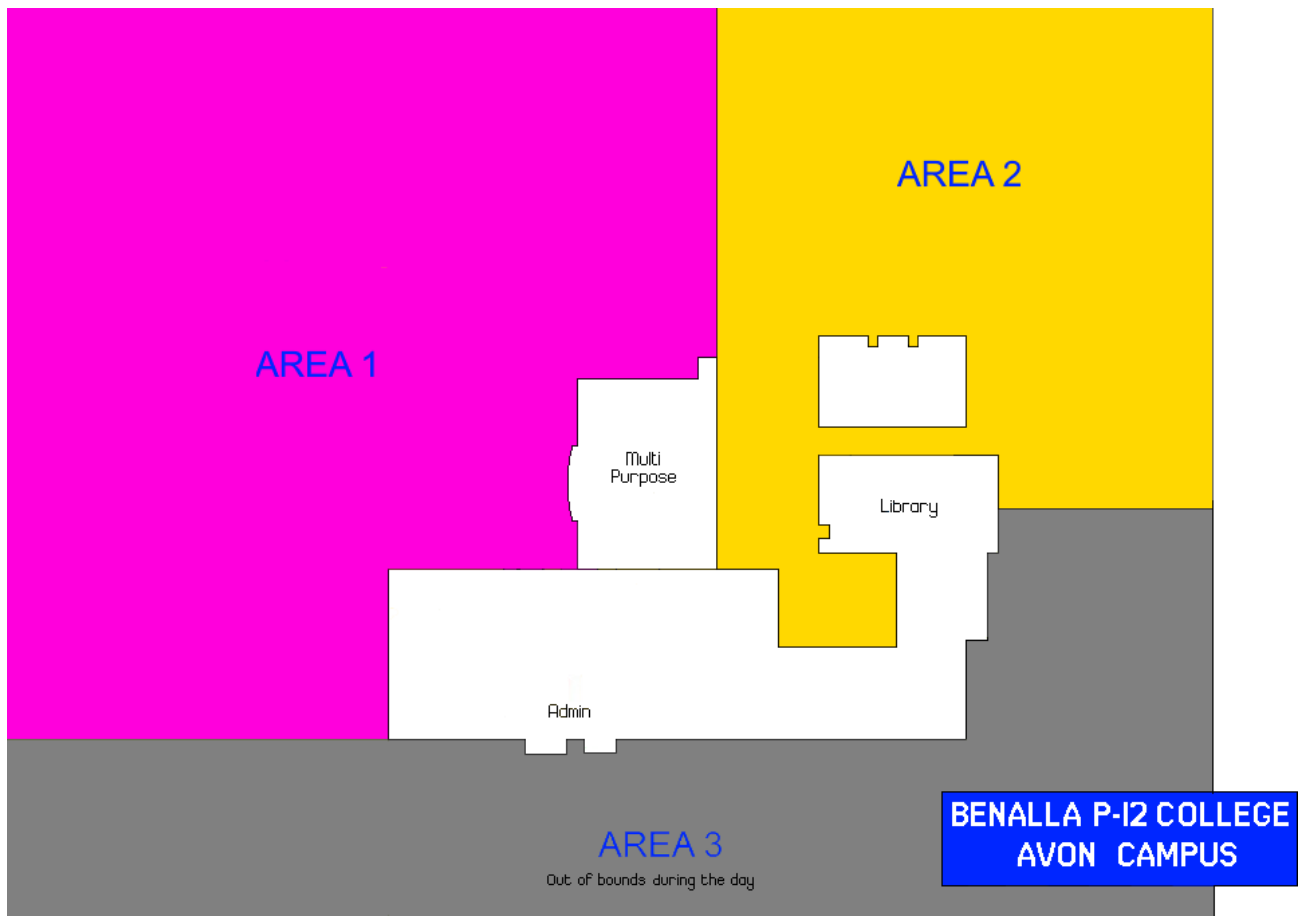 AREA 2
AREA 1
Multi
Purpose
Library
Admin
AREA 3
Out of bounds during the day
BENALLA P-12 COLLEGE
AVON CAMPUS